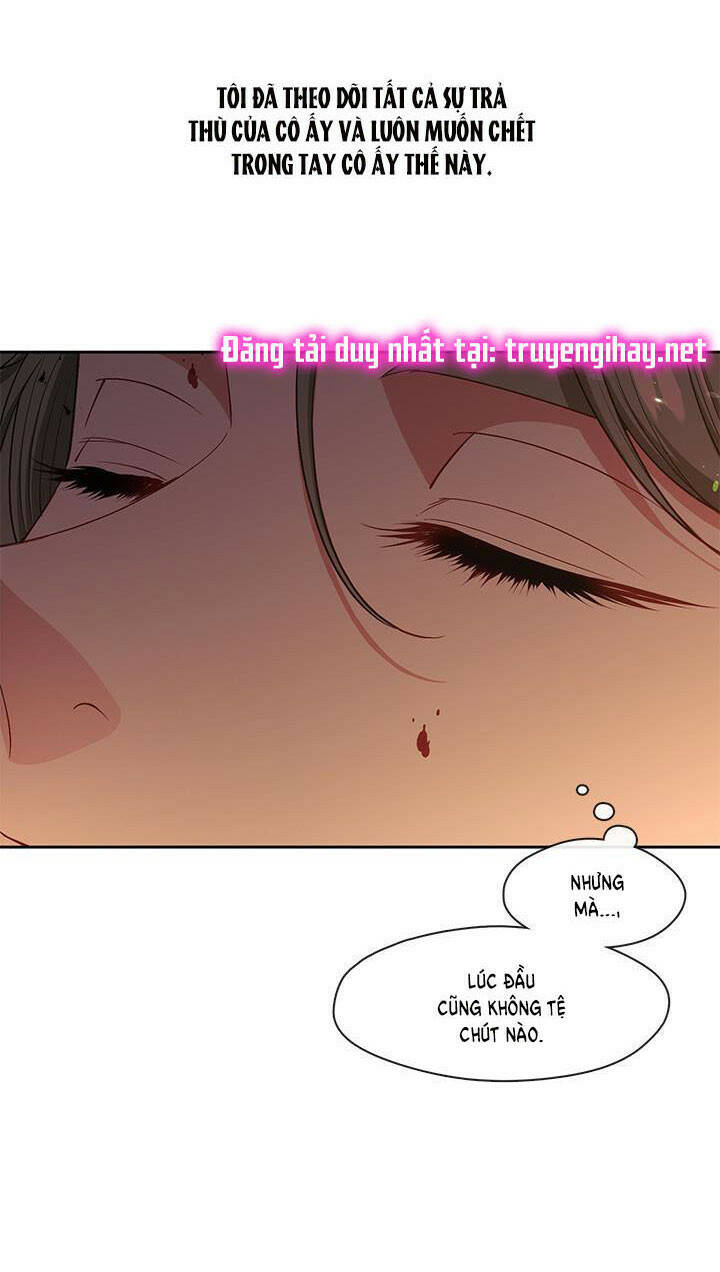 TÔI ĐÃ THEO DÕI TẤT CẢ SỰ TRẢ
THÙ CỦA CÔ ẤY VÀ LUÔN MUỐN CHẾT
TRONG TAY CÔ ẤY THẾ NÀY.
Đăng tải duy nhất tại: truyengihay.net
NHƯNG
MÀ...,
LÚC ĐẦU
CŨNG KHÔNG TỆ
CHÚT NÀO.